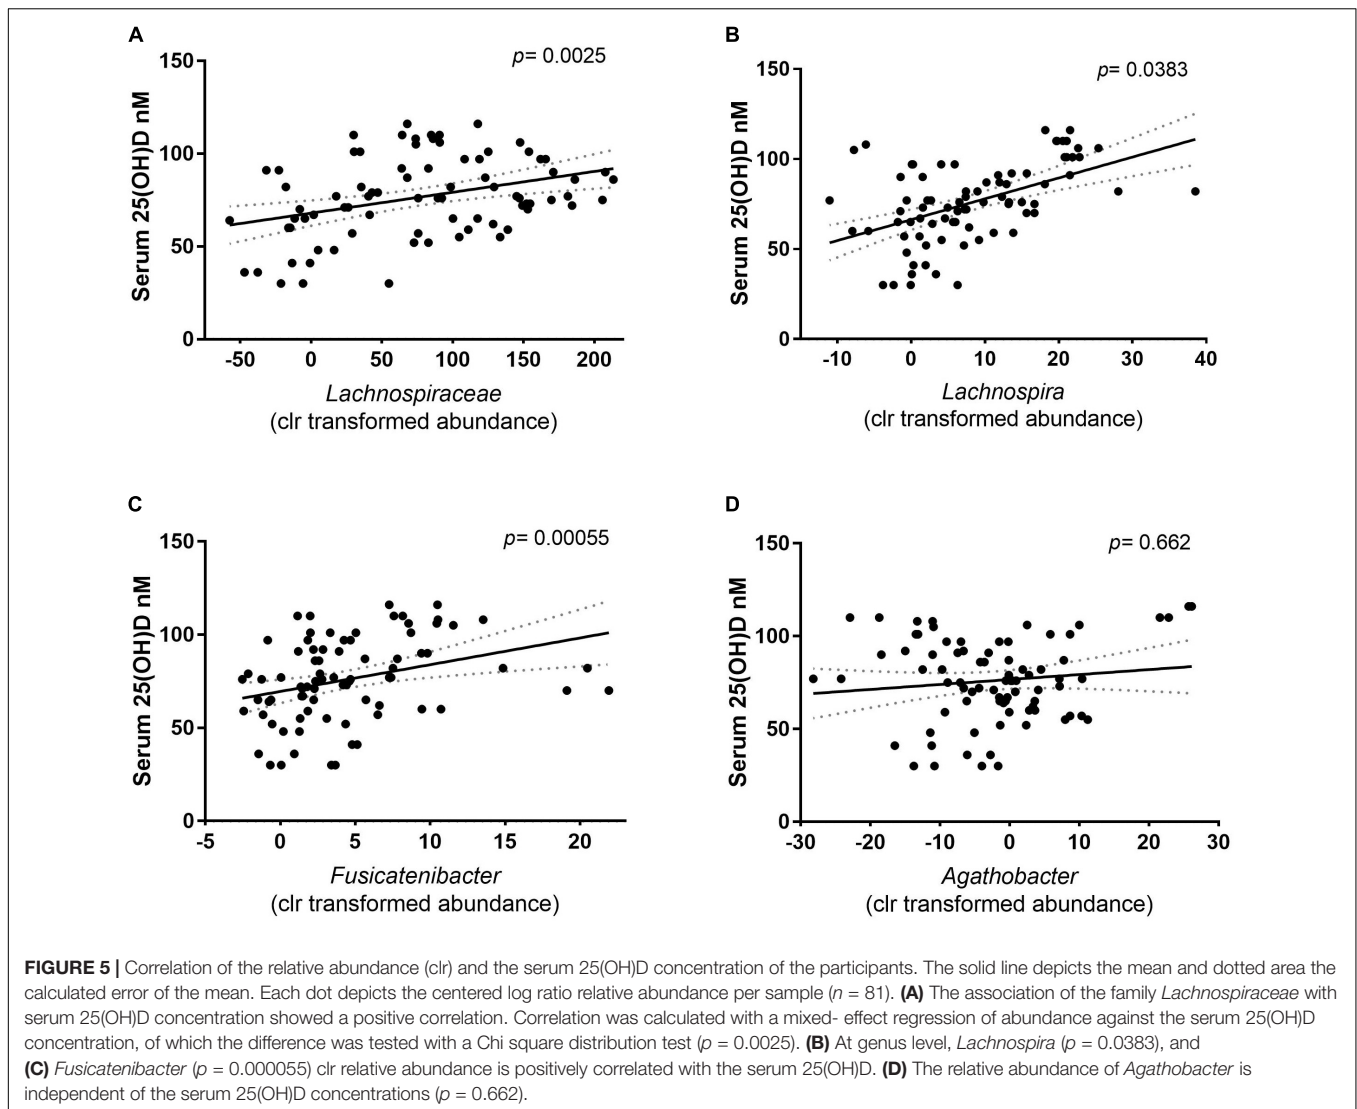 A
p= 0.0025
150
100
50
0
Serum 25(OH)D nM
-50 0 50 100 150 200
Lachnospiraceae
(clr transformed abundance)
B
p= 0.0383
150
100
50
0
Serum 25(OH)D nM
-10 0 10 20 30 40
Lachnospira
(clr transformed abundance)
C
p= 0.00055
150
100
50
0
Serum 25(OH)D nM
-5 0 5 10 15 20
Fusicatenibacter
(clr transformed abundance)
D
p= 0.662
150
100
50
0
Serum 25(OH)D nM
-30 -20 -10 0 10 20 30
Agathobacter
(clr transformed abundance)
FIGURE 5 | Correlation of the relative abundance (clr) and the serum 25(OH)D concentration of the participants. The solid line depicts the mean and dotted area the
calculated error of the mean. Each dot depicts the centered log ratio relative abundance per sample (n = 81). (A) The association of the family Lachnospiraceae with
serum 25(OH)D concentration showed a positive correlation. Correlation was calculated with a mixed- effect regression of abundance against the serum 25(OH)D
concentration, of which the difference was tested with a Chi square distribution test (p = 0.0025). (B) At genus level, Lachnospira (p = 0.0383), and
(C) Fusicatenibacter (p = 0.000055) clr relative abundance is positively correlated with the serum 25(OH)D. (D) The relative abundance of Agathobacter is
independent of the serum 25(OH)D concentrations (p = 0.662).